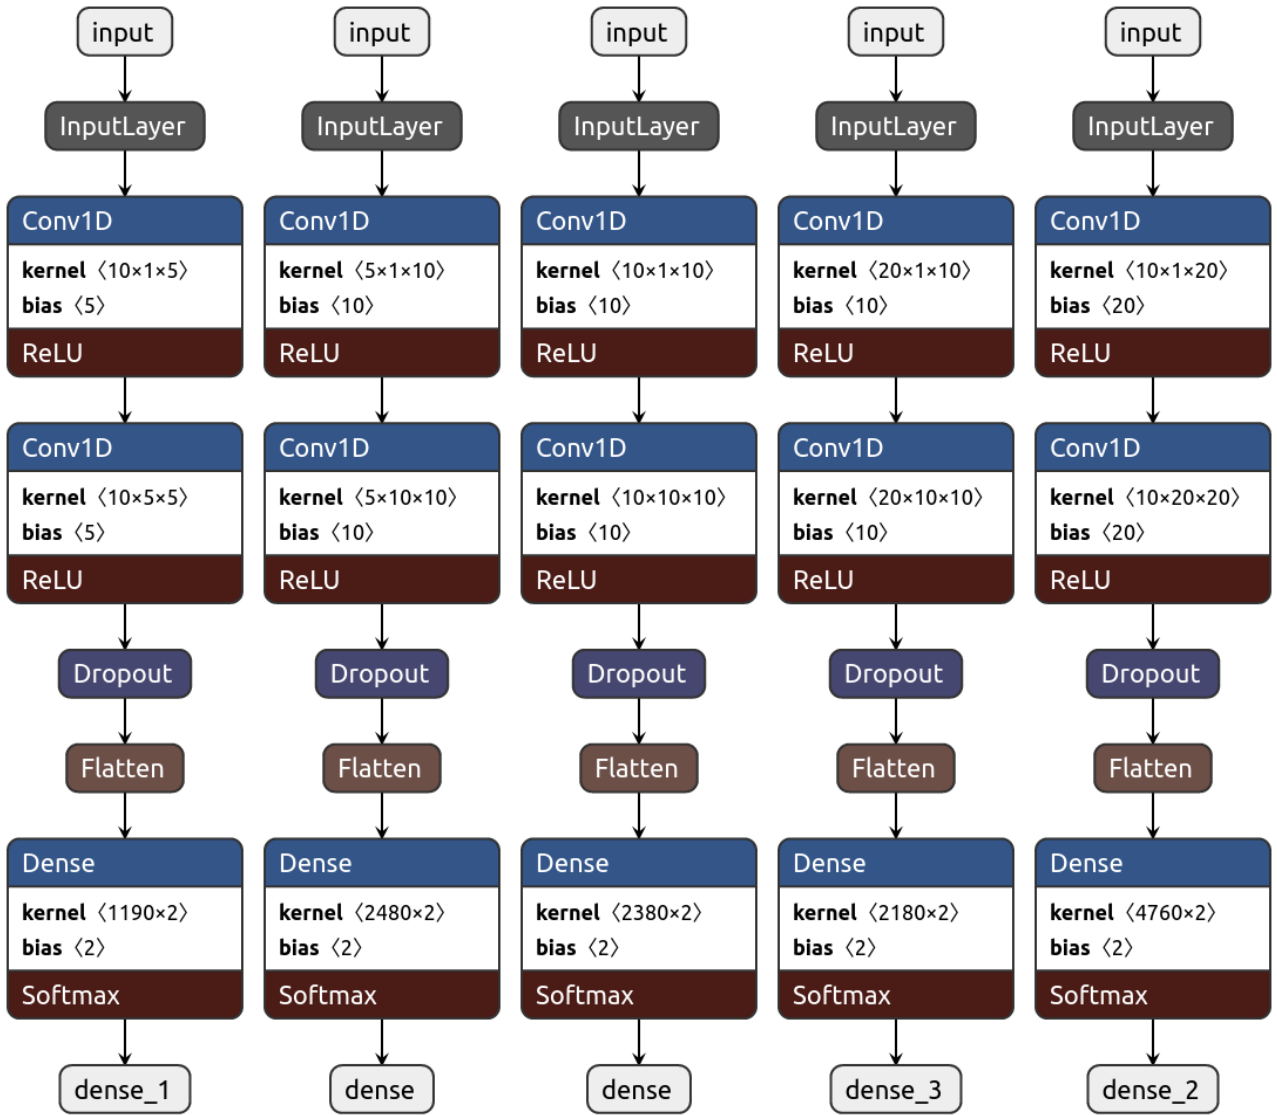 input
InputLayer
Conv1D
kernel 〈10×1×5〉
bias 〈5〉
ReLU
Conv1D
kernel 〈10×5×5〉
bias 〈5〉
ReLU
Dropout
Flatten
Dense
kernel 〈1190×2〉
bias 〈2〉
Softmax
dense_1
input
InputLayer
Conv1D
kernel 〈5×1×10〉
bias 〈10〉
ReLU
Conv1D
kernel 〈5×10×10〉
bias 〈10〉
ReLU
Dropout
Flatten
Dense
kernel 〈2480×2〉
bias 〈2〉
Softmax
dense
input
InputLayer
Conv1D
kernel 〈10×1×10〉
bias 〈10〉
ReLU
Conv1D
kernel 〈10×10×10〉
bias 〈10〉
ReLU
Dropout
Flatten
Dense
kernel 〈2380×2〉
bias 〈2〉
Softmax
dense
input
InputLayer
Conv1D
kernel 〈20×1×10〉
bias 〈10〉
ReLU
Conv1D
kernel 〈20×10×10〉
bias 〈10〉
ReLU
Dropout
Flatten
Dense
kernel 〈2180×2〉
bias 〈2〉
Softmax
dense_3
input
InputLayer
Conv1D
kernel 〈10×1×20〉
bias 〈20〉
ReLU
Conv1D
kernel 〈10×20×20〉
bias 〈20〉
ReLU
Dropout
Flatten
Dense
kernel 〈4760×2〉
bias 〈2〉
Softmax
dense_2